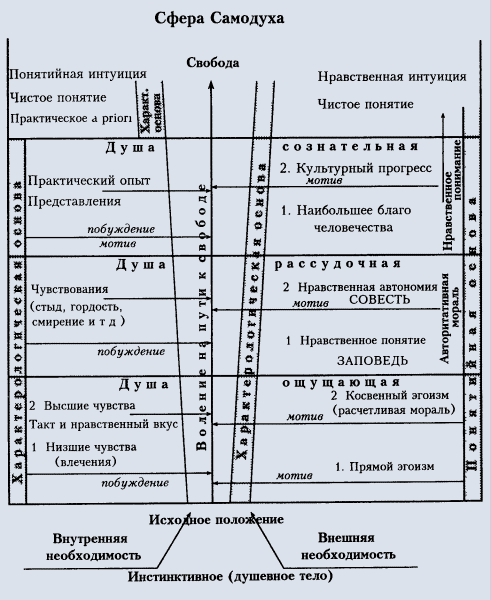 Сфера Самодуха
Свобода
Понятийная интуиция
Чистое понятие
Практическое a priori
Характ. основа
Нравственная интуиция
Чистое понятие
Душа
сознательная
Практический опыт
Представления
побуждение
мотив
2. Культурный прогресс
мотив
1. Наибольшее благо
человечества
Нравственное понимание
Душа
рассудочная
Чувствования
(стыд, гордость,
смирение и т д )
побуждение
2 Нравственная автономия
мотив СОВЕСТЬ
1 Нравственное понятие
ЗАПОВЕДЬ
Авторитативная мораль
Душа
ощущающая
2 Высшие чувства
Такт и нравственный вкус
1 Низшие чувства
(влечения)
побуждение
2 Косвенный эгоизм
(расчетливая мораль)
мотив
1. Прямой эгоизм
мотив
Характерологическая основа
Воление на пути к свободе
Характерологическая основа
Понятийная основа
Исходное положение
Внутренняя
необходимость
Внешняя
необходимость
Инстинктивное (душевное тело)